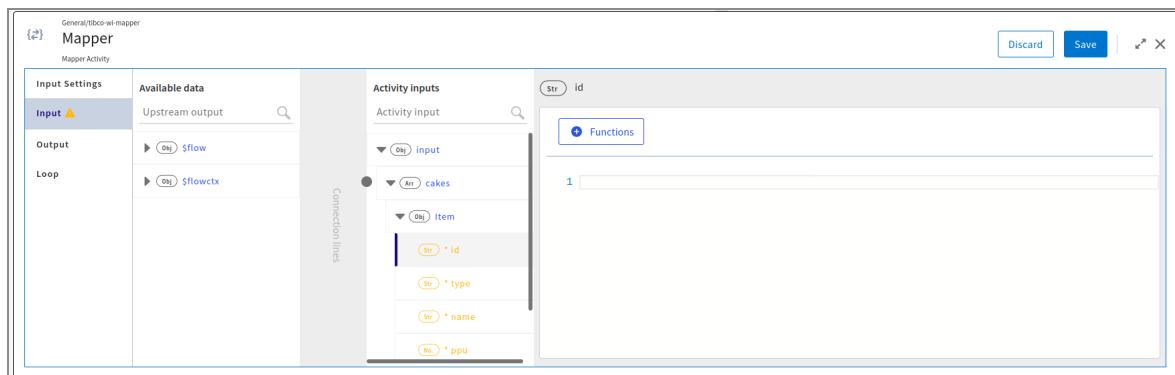 General/tibco-wi-mapper
Mapper
Mapper Activity
Discard
Save
Input Settings
Input
Output
Loop
Available data
Upstream output
Obj $flow
Obj $flowctx
Connection lines
Activity inputs
Activity input
Obj input
Arr cakes
Obj Item
Str * id
Str * type
Str * name
No. * ppu
Str id
Functions
1